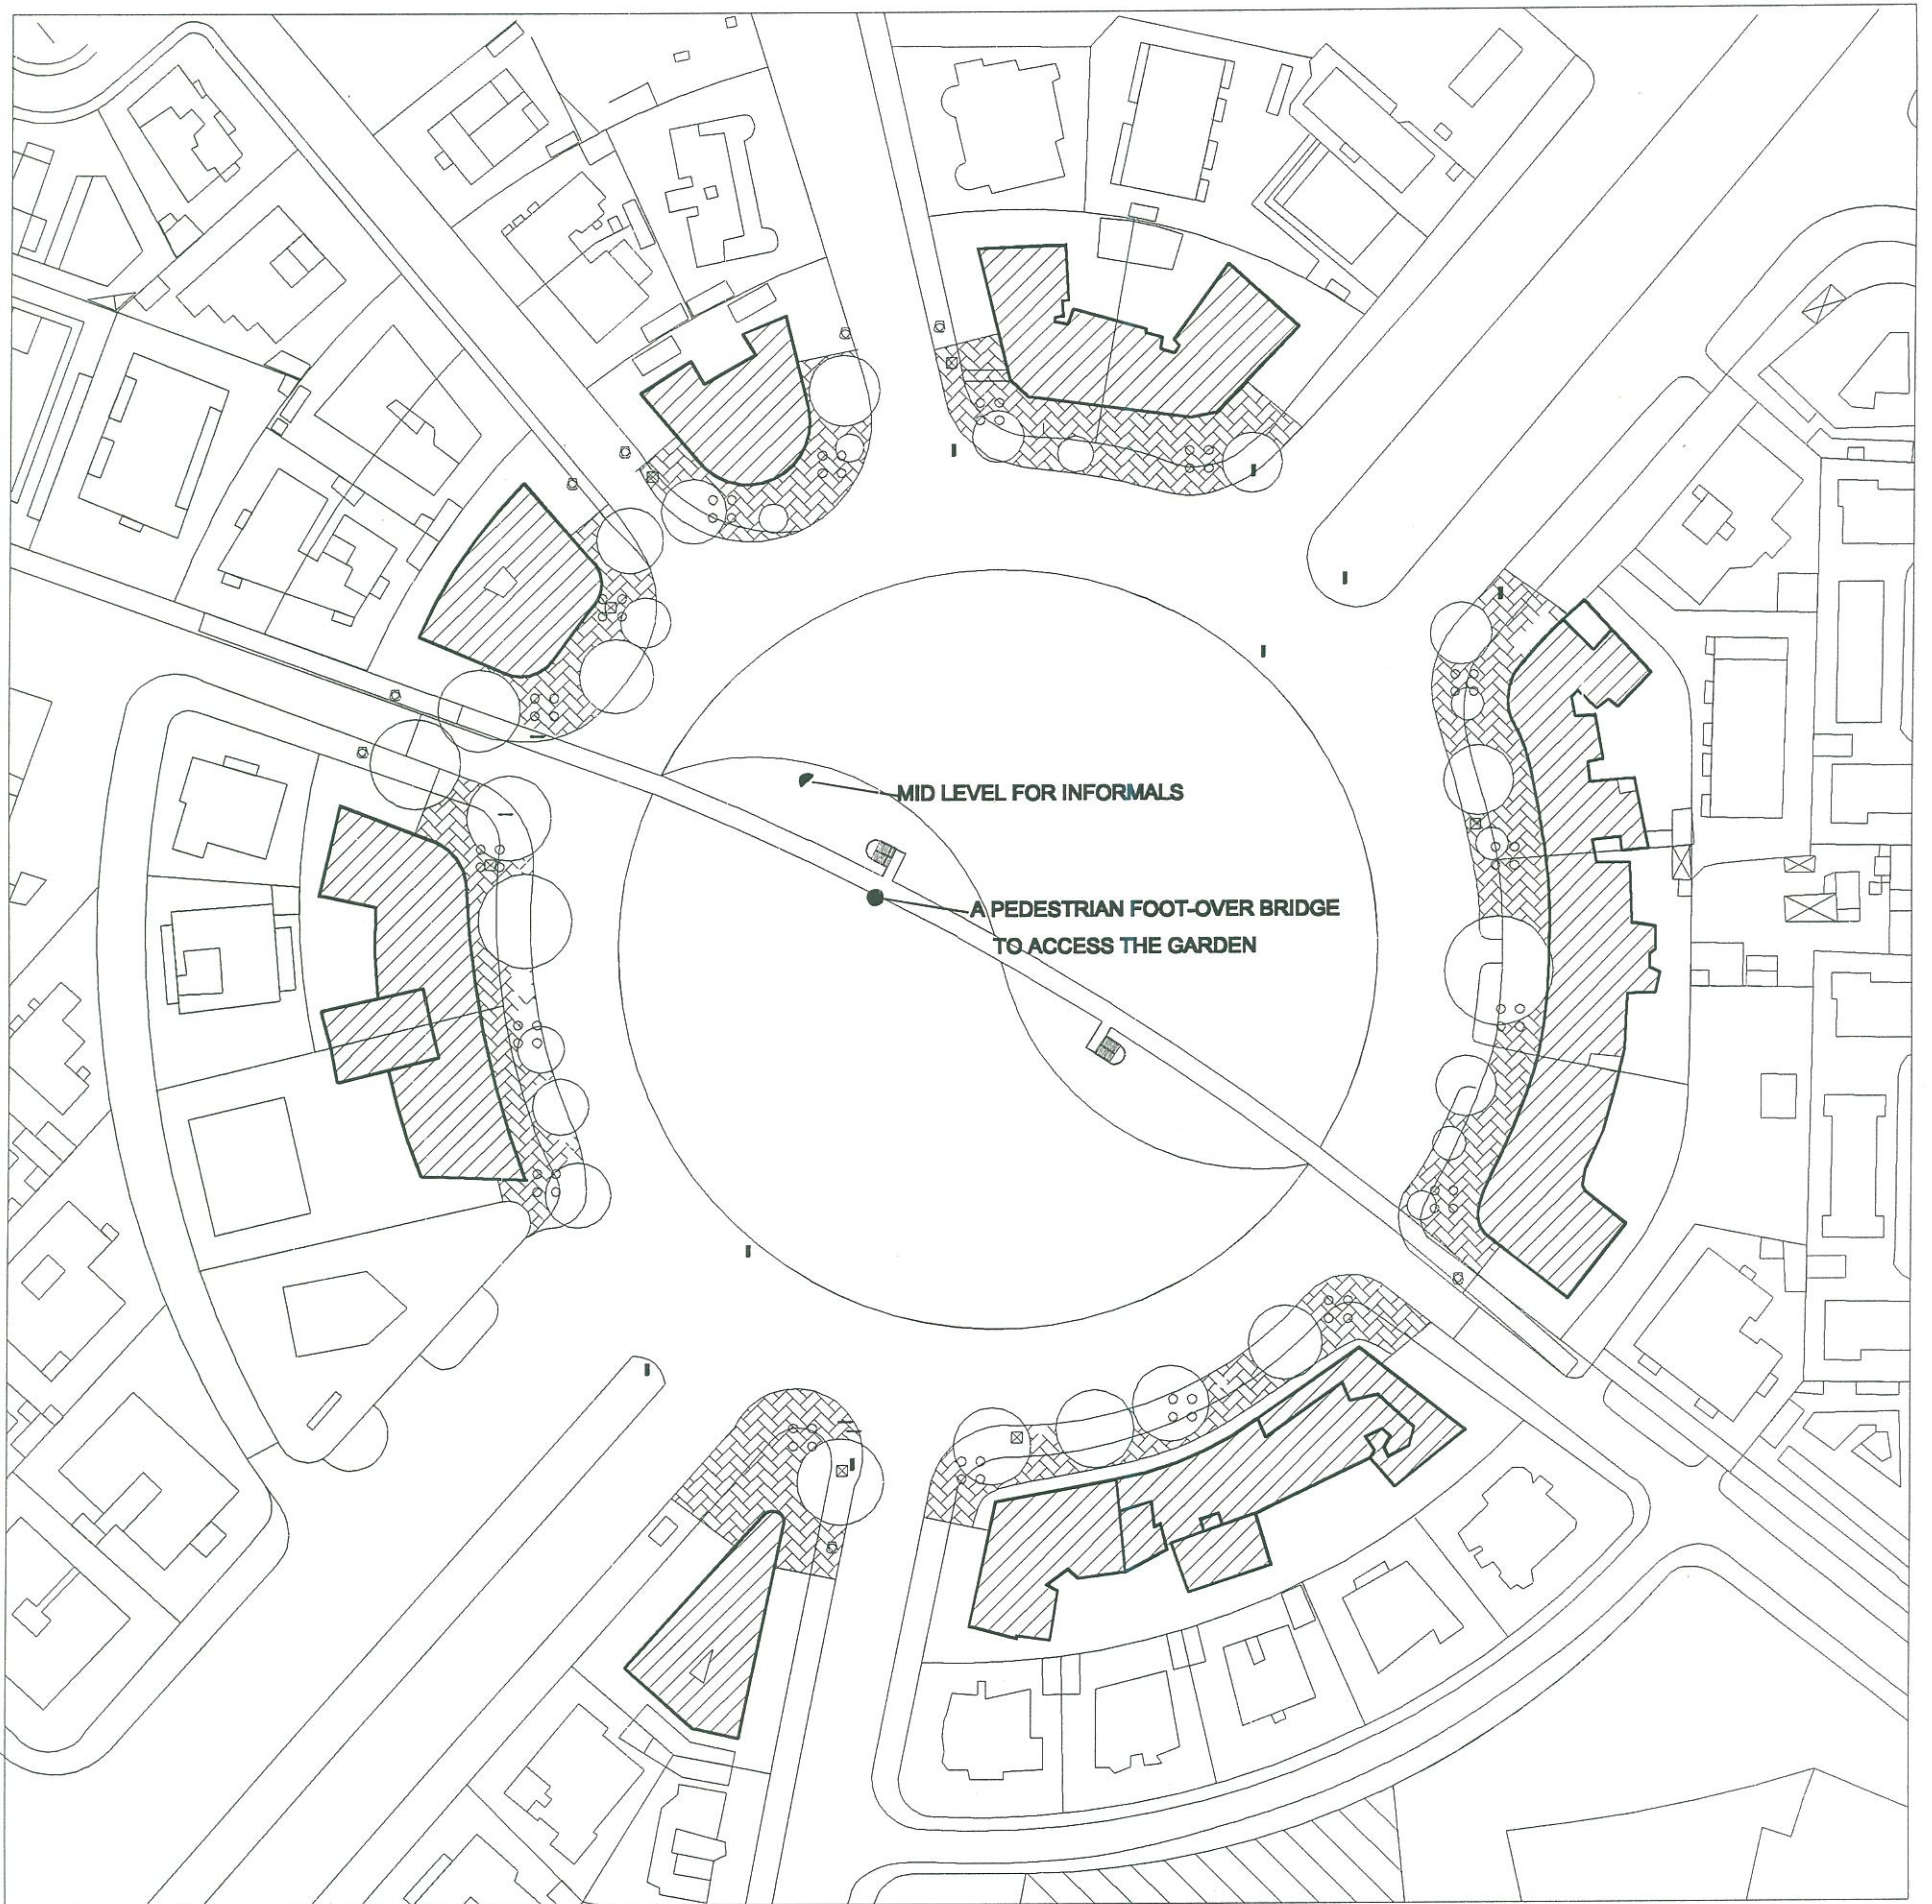 MID LEVEL FOR INFORMALS
A PEDESTRIAN FOOT-OVER BRIDGE
TO ACCESS THE GARDEN